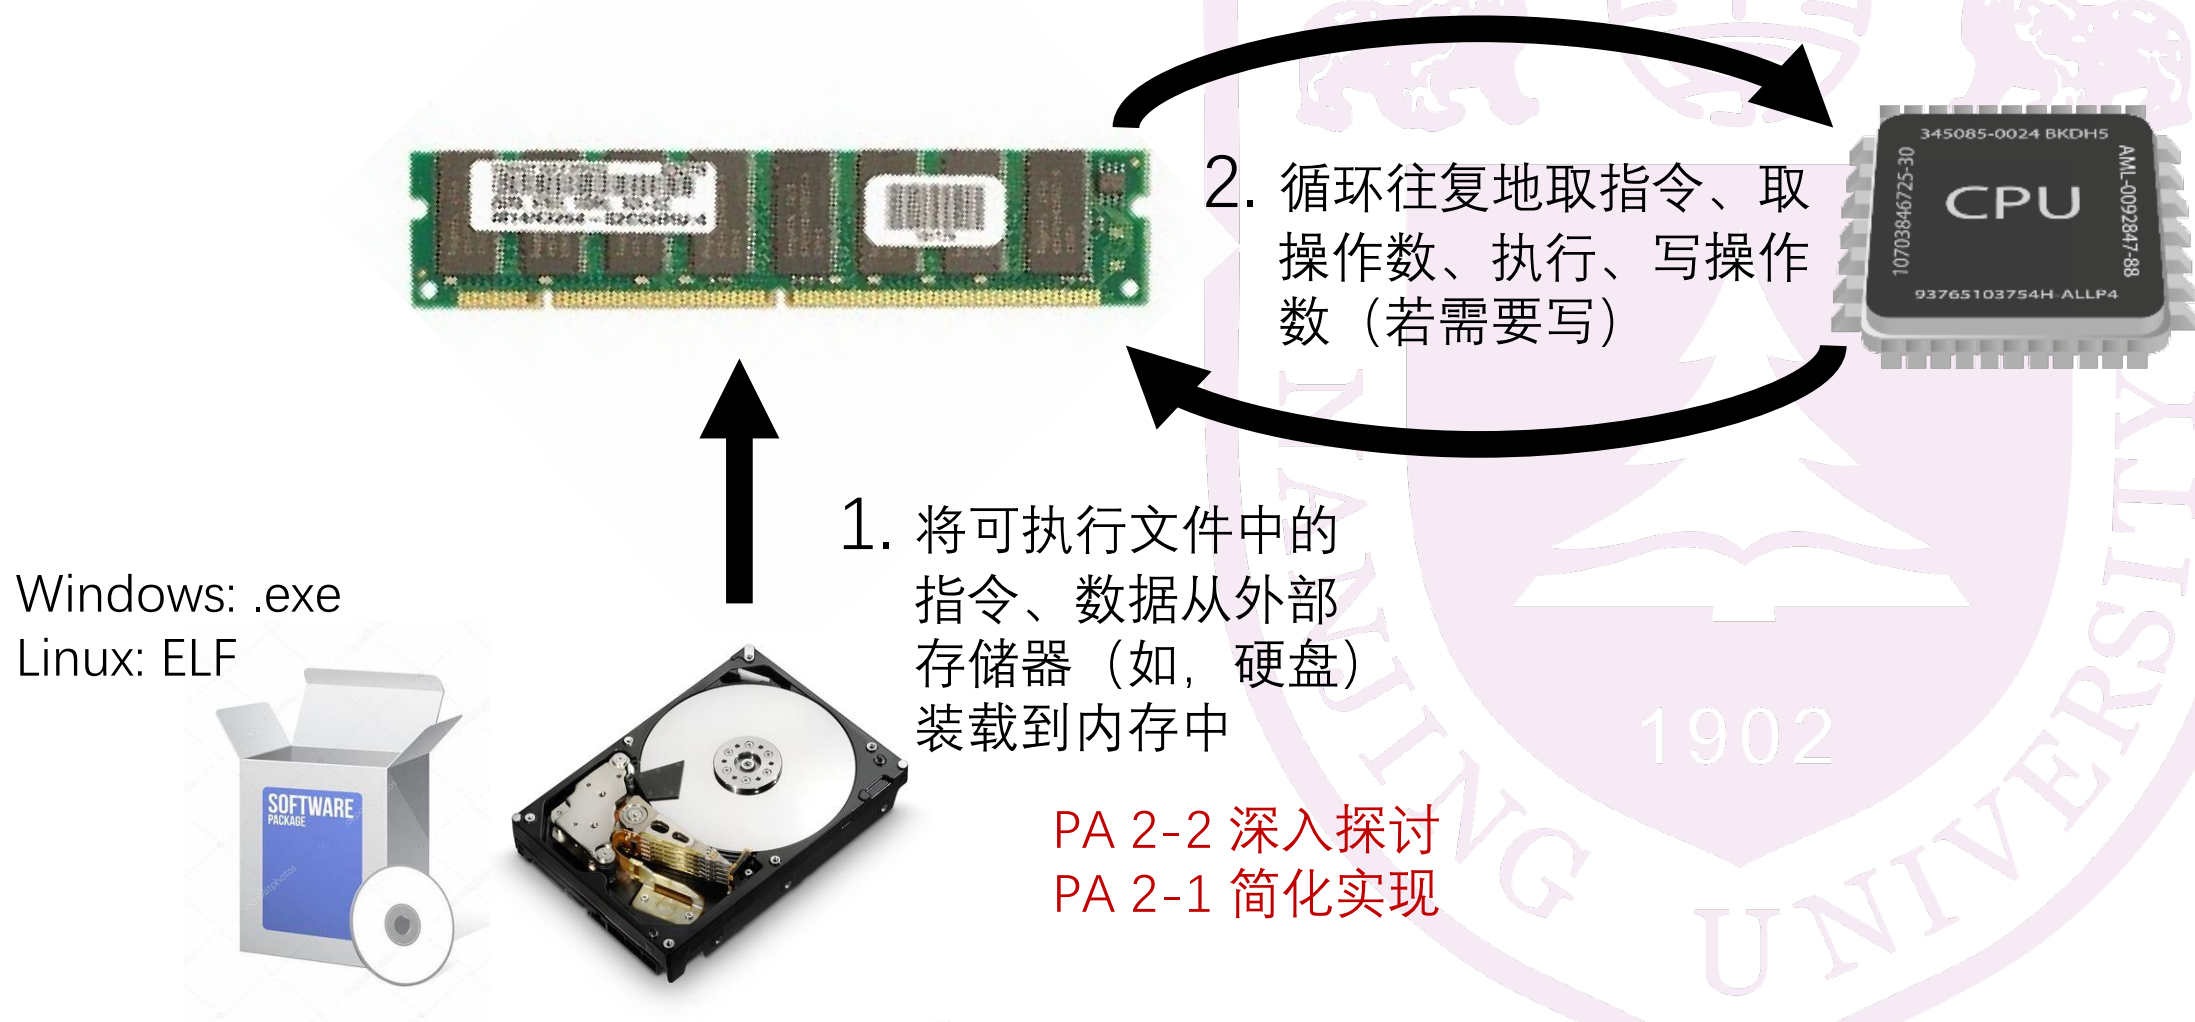 345085-0024 BKDH5
AML-0092847-88
10703846725-30
CPU
93765103754H-ALLP4
2. 循环往复地取指令、取
操作数、执行、写操作
数（若需要写）
1. 将可执行文件中的
指令、数据从外部
存储器（如，硬盘）
装载到内存中
Windows: .exe
Linux: ELF
SOFTWARE
PACKAGE
PA 2-2 深入探讨
PA 2-1 简化实现
NANJING UNIVERSITY
1902